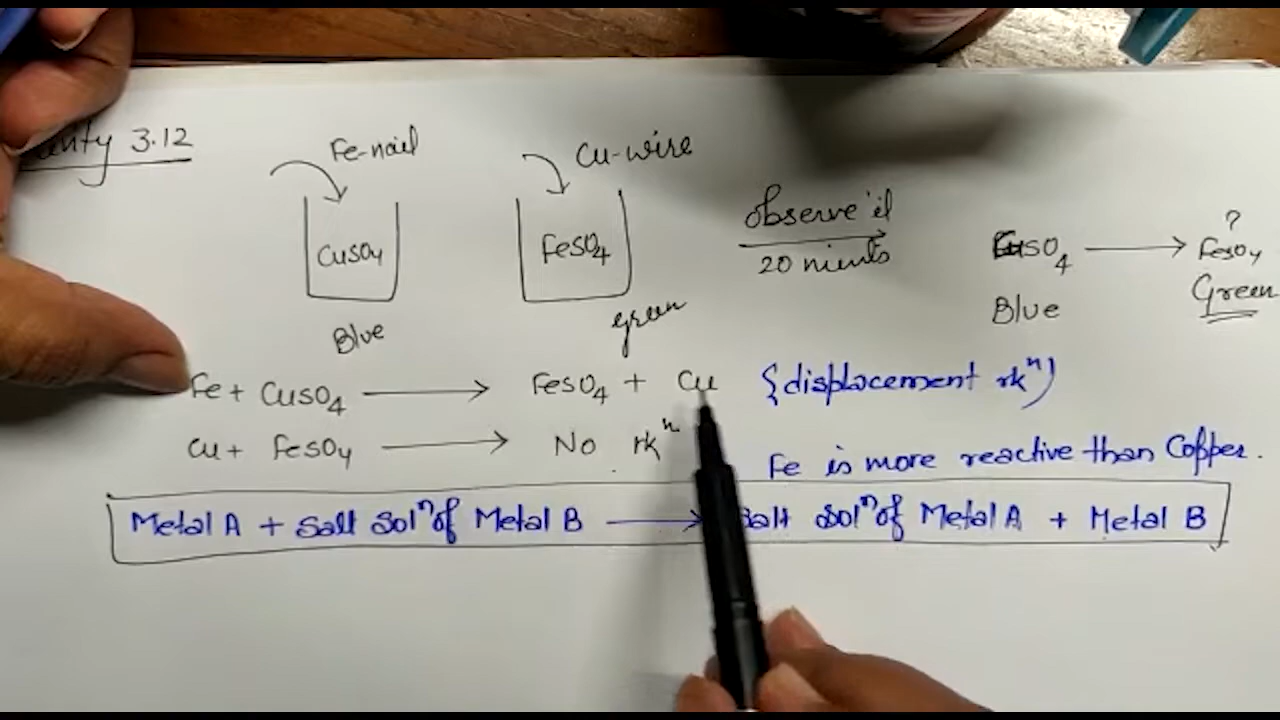 3.12
Fe-nail
Cu-wire
CuSO4
FeSO4
Blue
green
Observe it
20 nients
CuSO4 → FeSO4
?
Blue
Green
Fe + CuSO4 → FeSO4 + Cu {displacement rkⁿ)
Cu + FeSO4 → No rkⁿ
Fe is more reactive than Copper.
Metal A + Salt Solⁿ of Metal B → Salt Solⁿ of Metal A + Metal B